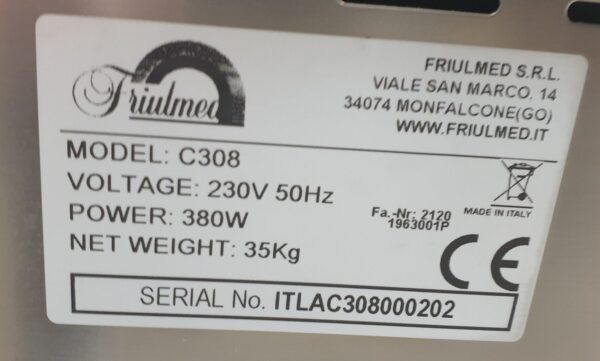 Friulmed
FRIULMED S.R.L.
VIALE SAN MARCO, 14
34074 MONFALCONE(GO)
WWW.FRIULMED.IT
MODEL: C308
VOLTAGE: 230V 50Hz
POWER: 380W
NET WEIGHT: 35Kg
Fa.-Nr: 2120
1963001P
MADE IN ITALY
CE
SERIAL No. ITLAC308000202